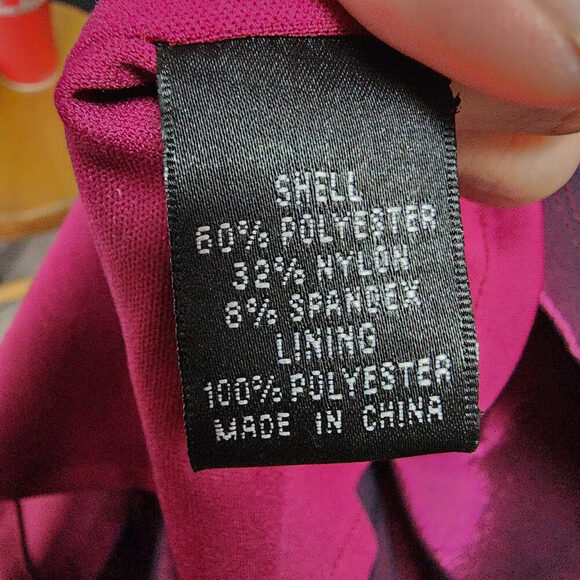 SHELL
60% POLYESTER
32% NYLON
8% SPANDEX
LINING
100% POLYESTER
MADE IN CHINA